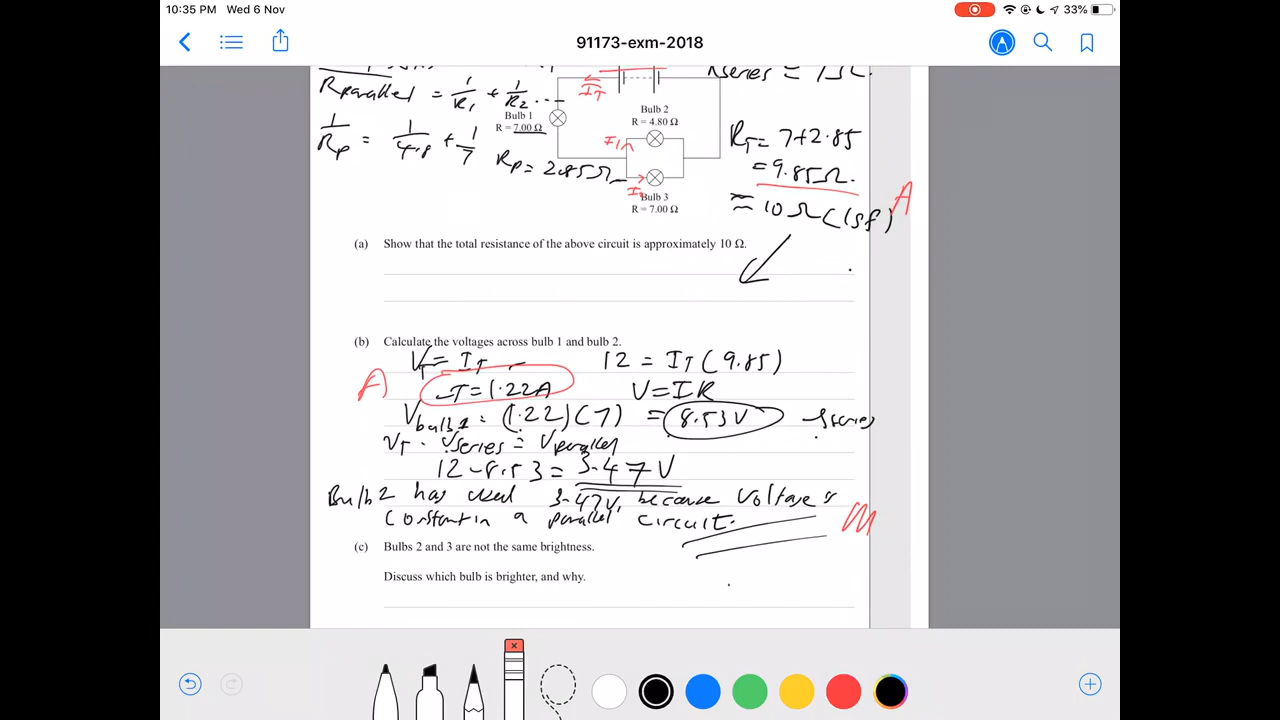 10:35 PM Wed 6 Nov 33%
91173-exm-2018
Rseries = 7Ω.
Rparallel = 1/R1 + 1/R2 ...
IT
Bulb 1
R = 7.00 Ω
Bulb 2
R = 4.80 Ω
1/Rp = 1/4.8 + 1/7
I1
Rp = 2.85Ω
RT = 7+2.85
= 9.85Ω.
≈ 10 Ω (1sf) A
Bulb 3
R = 7.00 Ω
(a) Show that the total resistance of the above circuit is approximately 10 Ω.
(b) Calculate the voltages across bulb 1 and bulb 2.
VT = IT 12 = IT (9.85)
A IT = 1.22A V = IR
Vbulb1 = (1.22)(7) = 8.53V → series
VT - Vseries = Vparallel
12 - 8.53 = 3.47V
Bulb 2 has used 3.47V, because voltage is
constant in a parallel circuit. M
(c) Bulbs 2 and 3 are not the same brightness.
Discuss which bulb is brighter, and why.